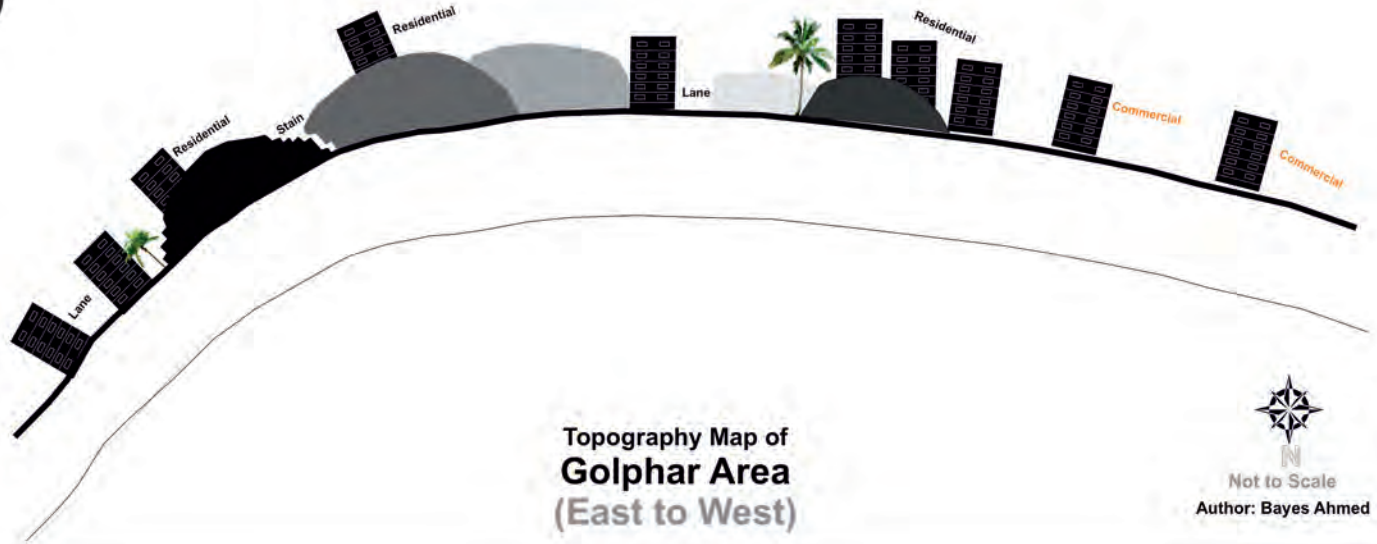 Residential
Residential
Lane
Residential
Stain
Residential
Lane
Commercial
Commercial
Topography Map of
Golphar Area
(East to West)
N
Not to Scale
Author: Bayes Ahmed